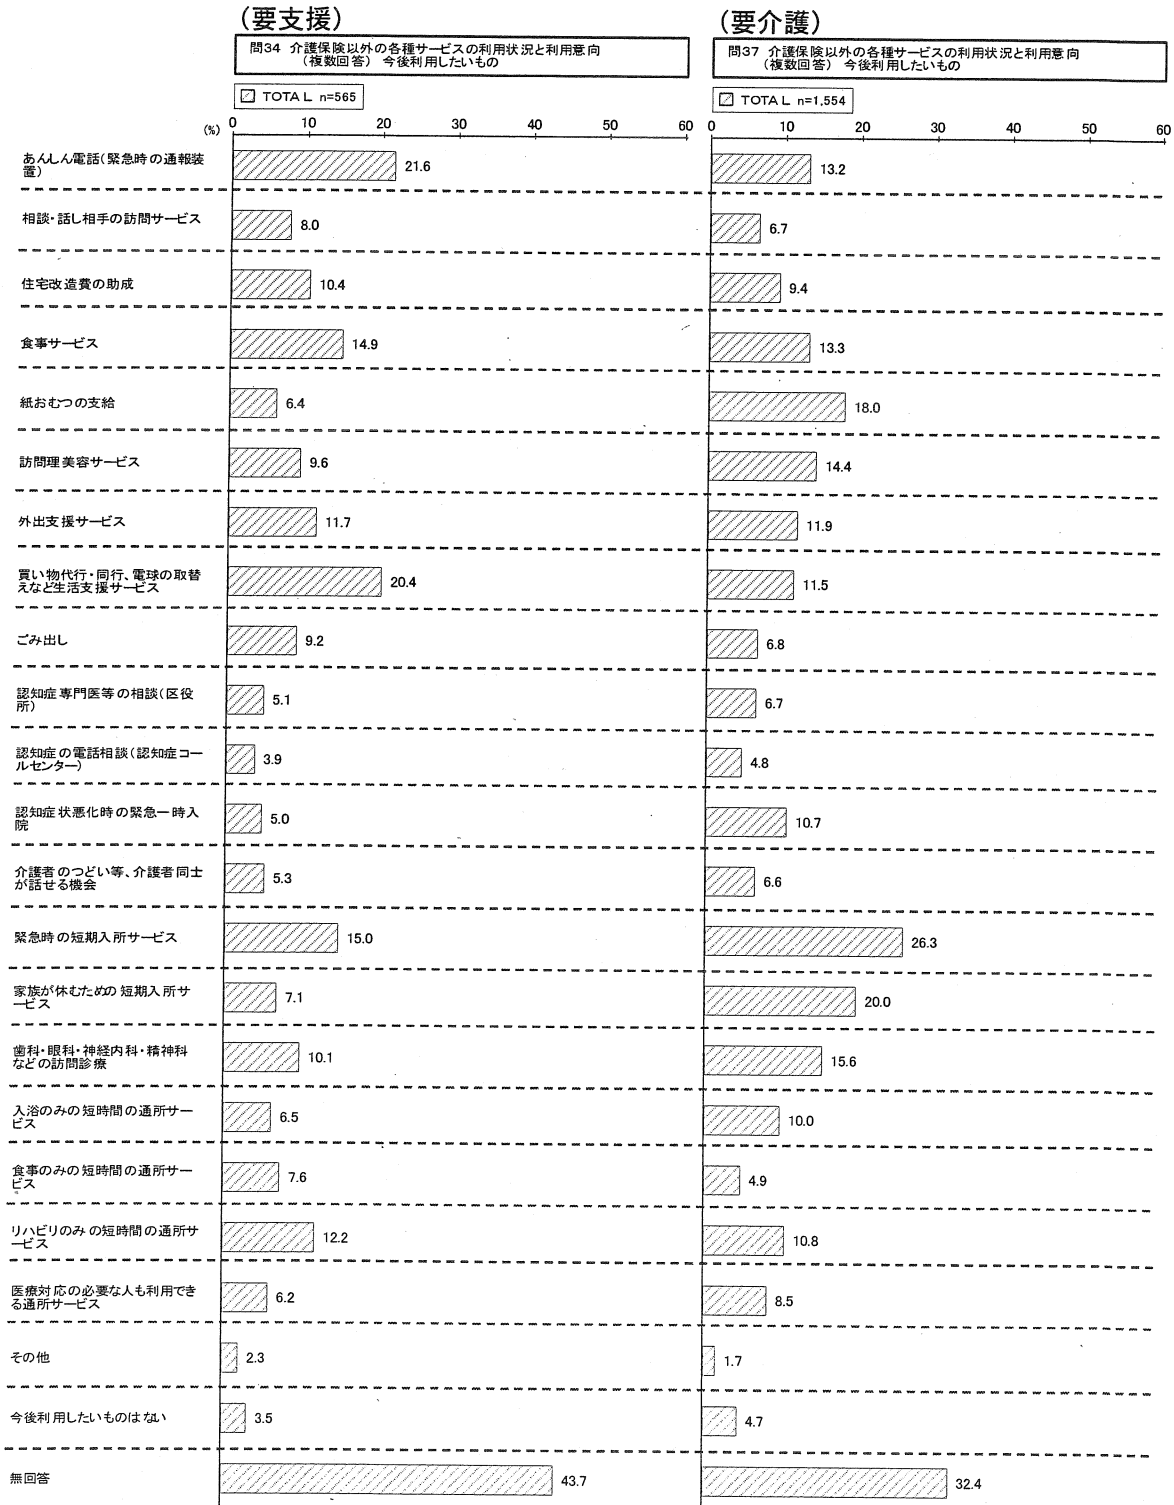 (要支援)
(要介護)
問34 介護保険以外の各種サービスの利用状況と利用意向
(複数回答) 今後利用したいもの
問37 介護保険以外の各種サービスの利用状況と利用意向
(複数回答) 今後利用したいもの
TOTAL n=565
TOTAL n=1,554
(%) 0 10 20 30 40 50 60
0 10 20 30 40 50 60
あんしん電話(緊急時の通報装
置)
21.6
13.2
相談・話し相手の訪問サービス
8.0
6.7
住宅改造費の助成
10.4
9.4
食事サービス
14.9
13.3
紙おむつの支給
6.4
18.0
訪問理美容サービス
9.6
14.4
外出支援サービス
11.7
11.9
買い物代行・同行、電球の取替
えなど生活支援サービス
20.4
11.5
ごみ出し
9.2
6.8
認知症専門医等の相談(区役
所)
5.1
6.7
認知症の電話相談(認知症コー
ルセンター)
3.9
4.8
認知症状悪化時の緊急一時入
院
5.0
10.7
介護者のつどい等、介護者同士
が話せる機会
5.3
6.6
緊急時の短期入所サービス
15.0
26.3
家族が休むための短期入所サ
ービス
7.1
20.0
歯科・眼科・神経内科・精神科
などの訪問診療
10.1
15.6
入浴のみの短時間の通所サー
ビス
6.5
10.0
食事のみの短時間の通所サー
ビス
7.6
4.9
リハビリのみの短時間の通所サ
ービス
12.2
10.8
医療対応の必要な人も利用でき
る通所サービス
6.2
8.5
その他
2.3
1.7
今後利用したいものはない
3.5
4.7
無回答
43.7
32.4